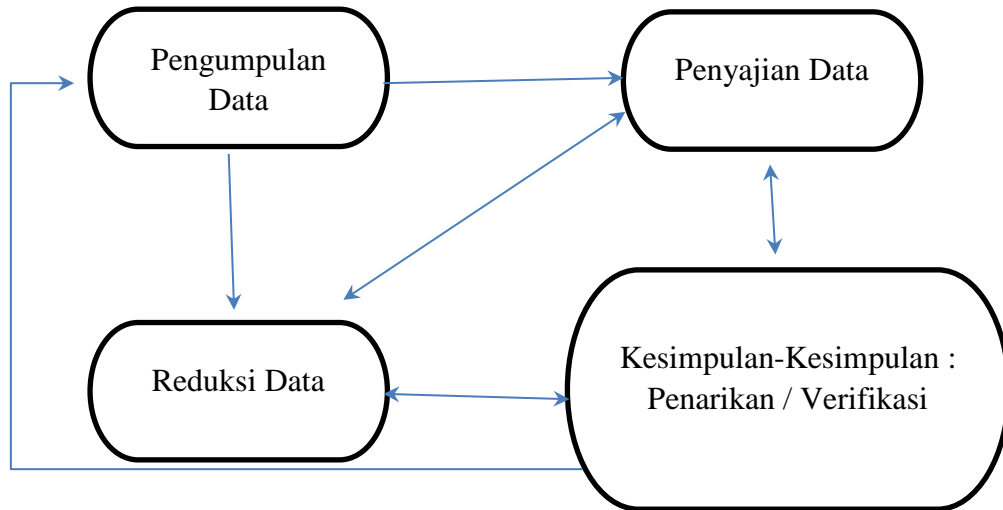 Pengumpulan
Data
Penyajian Data
Reduksi Data
Kesimpulan-Kesimpulan :
Penarikan / Verifikasi